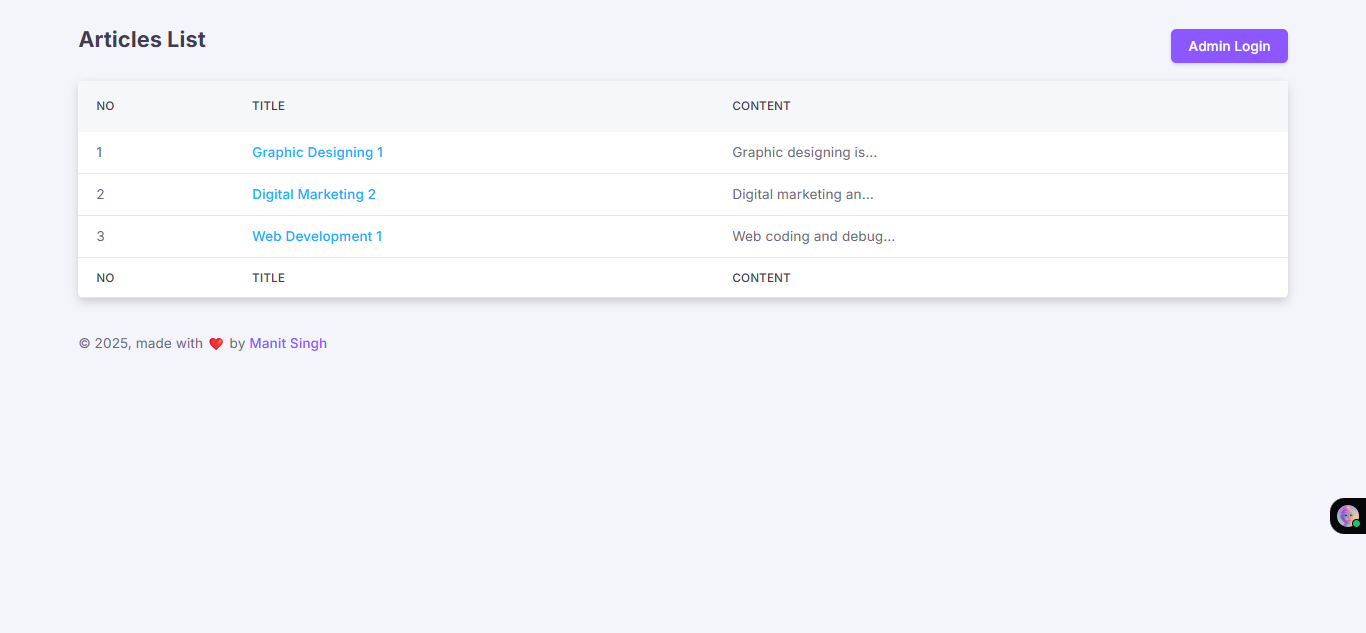 Articles List
Admin Login
NO TITLE CONTENT
1 Graphic Designing 1 Graphic designing is...
2 Digital Marketing 2 Digital marketing an...
3 Web Development 1 Web coding and debug...
NO TITLE CONTENT
© 2025, made with ❤️ by Manit Singh